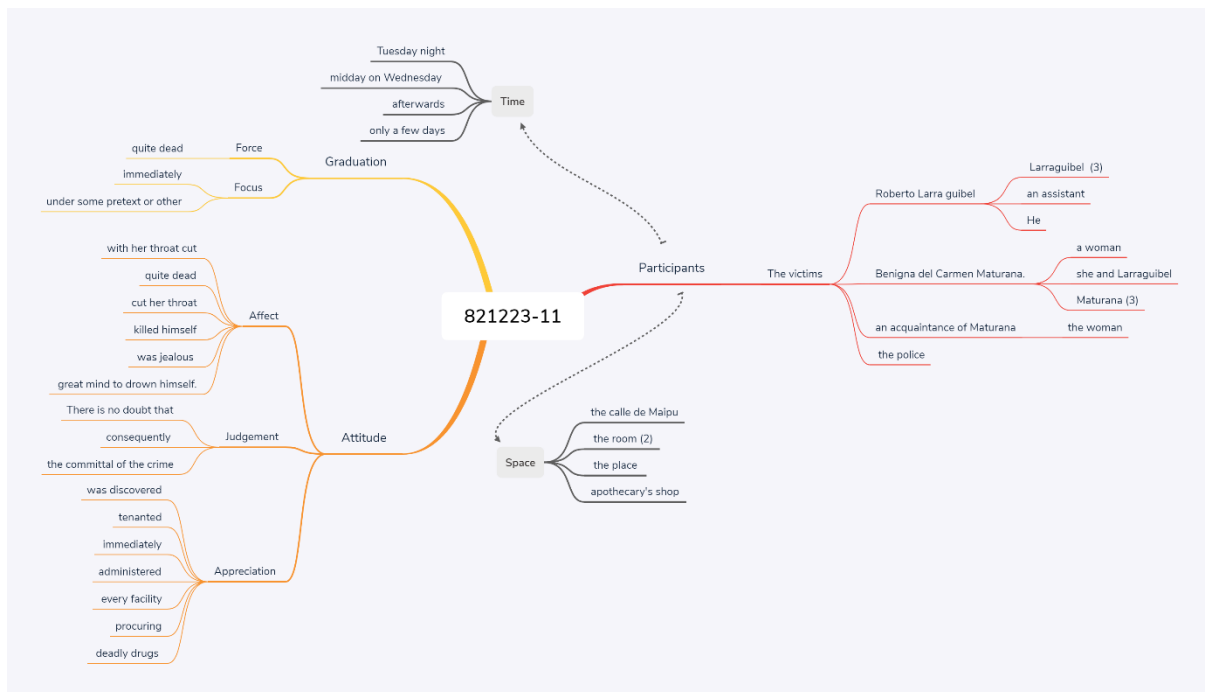 821223-11
Time
Tuesday night
midday on Wednesday
afterwards
only a few days
Graduation
Force
quite dead
Focus
immediately
under some pretext or other
Attitude
Affect
with her throat cut
quite dead
cut her throat
killed himself
was jealous
great mind to drown himself.
Judgement
There is no doubt that
consequently
the committal of the crime
Appreciation
was discovered
tenanted
immediately
administered
every facility
procuring
deadly drugs
Participants
The victims
Roberto Larra guibel
Larraguibel (3)
an assistant
He
Benigna del Carmen Maturana.
a woman
she and Larraguibel
Maturana (3)
an acquaintance of Maturana
the woman
the police
Space
the calle de Maipu
the room (2)
the place
apothecary's shop